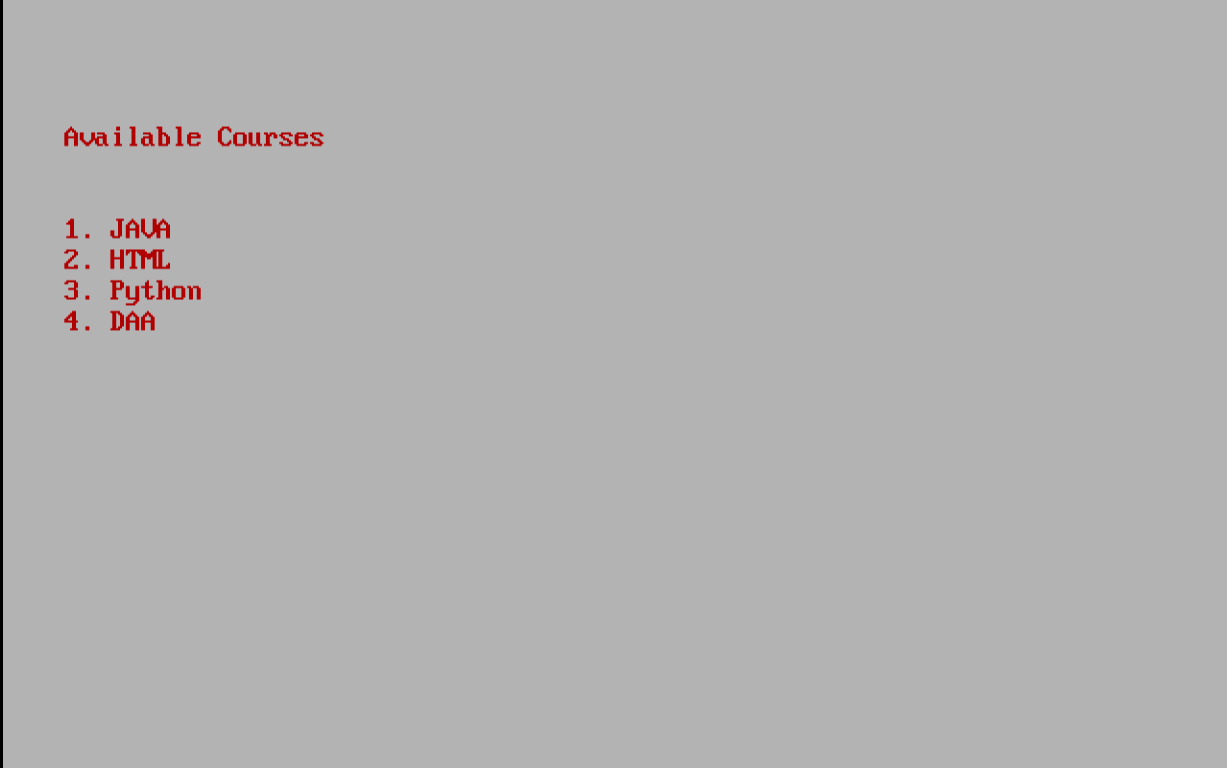 Available Courses
1. JAVA
2. HTML
3. Python
4. DAA